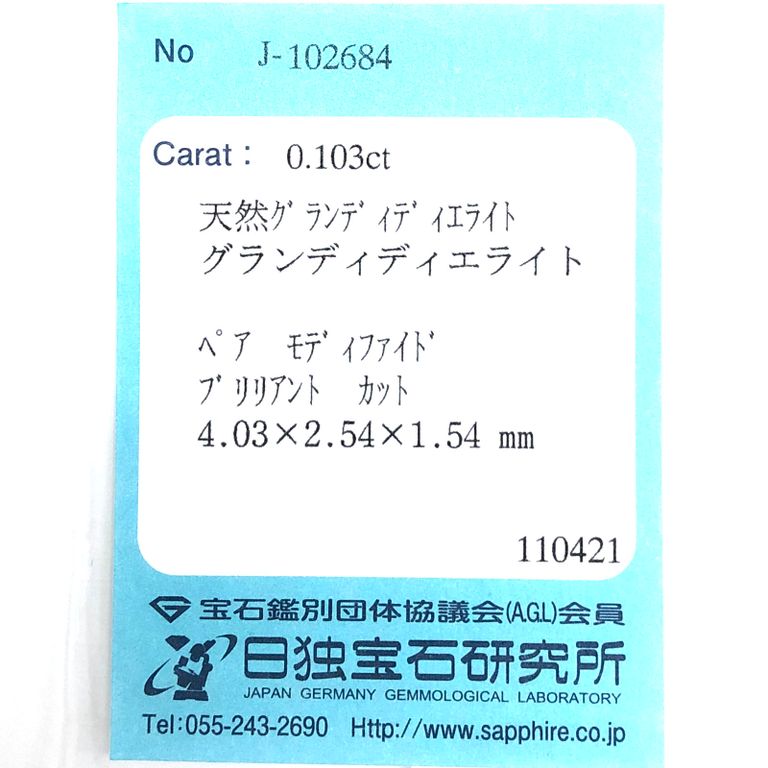 No J-102684
Carat： 0.103ct
天然ｸﾞﾗﾝﾃﾞｨﾃﾞｨｴﾗｲﾄ
グランディディエライト
ﾍﾟｱ ﾓﾃﾞｨﾌｧｲﾄﾞ
ﾌﾞﾘﾘｱﾝﾄ ｶｯﾄ
4.03×2.54×1.54 mm
110421
宝石鑑別団体協議会(A.G.L)会員
日独宝石研究所
JAPAN GERMANY GEMMOLOGICAL LABORATORY
Tel:055-243-2690 Http://www.sapphire.co.jp